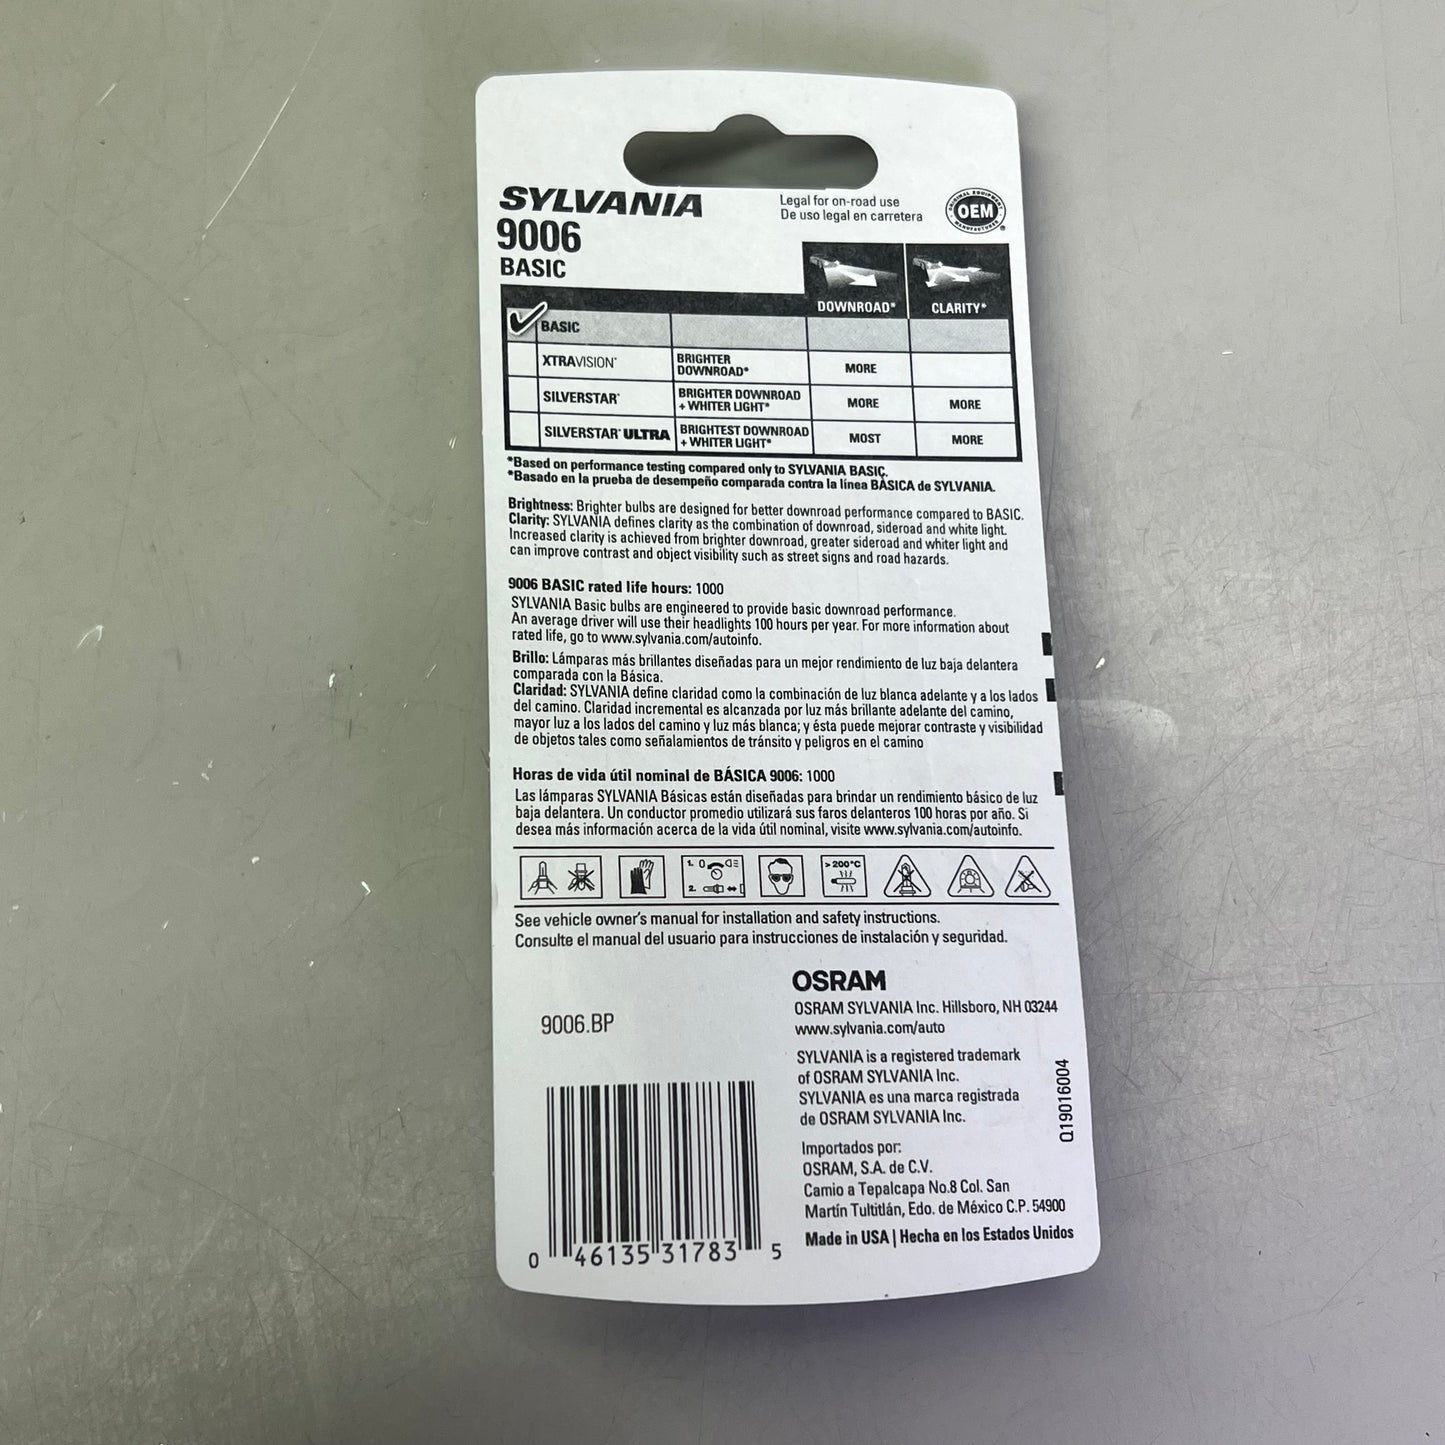 SYLVANIA
9006
BASIC
Legal for on-road use
De uso legal en carretera
ORIGINAL EQUIPMENT
OEM
MANUFACTURER
DOWNROAD* CLARITY*
BASIC
XTRAVISION® BRIGHTER DOWNROAD* MORE
SILVERSTAR® BRIGHTER DOWNROAD + WHITER LIGHT* MORE MORE
SILVERSTAR® ULTRA BRIGHTEST DOWNROAD + WHITER LIGHT* MOST MORE
*Based on performance testing compared only to SYLVANIA BASIC.
*Basado en la prueba de desempeño comparada contra la línea BÁSICA de SYLVANIA.
Brightness: Brighter bulbs are designed for better downroad performance compared to BASIC.
Clarity: SYLVANIA defines clarity as the combination of downroad, sideroad and white light.
Increased clarity is achieved from brighter downroad, greater sideroad and whiter light and
can improve contrast and object visibility such as street signs and road hazards.
9006 BASIC rated life hours: 1000
SYLVANIA Basic bulbs are engineered to provide basic downroad performance.
An average driver will use their headlights 100 hours per year. For more information about
rated life, go to www.sylvania.com/autoinfo.
Brillo: Lámparas más brillantes diseñadas para un mejor rendimiento de luz baja delantera
comparada con la Básica.
Claridad: SYLVANIA define claridad como la combinación de luz blanca adelante y a los lados
del camino. Claridad incremental es alcanzada por luz más brillante adelante del camino,
mayor luz a los lados del camino y luz más blanca; y ésta puede mejorar contraste y visibilidad
de objetos tales como señalamientos de tránsito y peligros en el camino
Horas de vida útil nominal de BÁSICA 9006: 1000
Las lámparas SYLVANIA Básicas están diseñadas para brindar un rendimiento básico de luz
baja delantera. Un conductor promedio utilizará sus faros delanteros 100 horas por año. Si
desea más información acerca de la vida útil nominal, visite www.sylvania.com/autoinfo.
1. 0
2.
>200°C
See vehicle owner's manual for installation and safety instructions.
Consulte el manual del usuario para instrucciones de instalación y seguridad.
OSRAM
OSRAM SYLVANIA Inc. Hillsboro, NH 03244
www.sylvania.com/auto
9006.BP
SYLVANIA is a registered trademark
of OSRAM SYLVANIA Inc.
SYLVANIA es una marca registrada
de OSRAM SYLVANIA Inc.
Q19016004
Importados por:
OSRAM, S.A. de C.V.
Camio a Tepalcapa No.8 Col. San
Martín Tultitlán, Edo. de México C.P. 54900
Made in USA | Hecha en los Estados Unidos
0 46135 31783 5